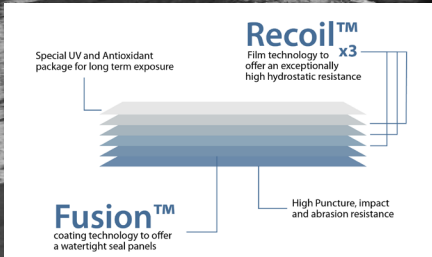 Recoil™
x3
Film technology to
offer an exceptionally
high hydrostatic resistance
Special UV and Antioxidant
package for long term exposure
Fusion™
coating technology to offer
a watertight seal panels
High Puncture, impact
and abrasion resistance